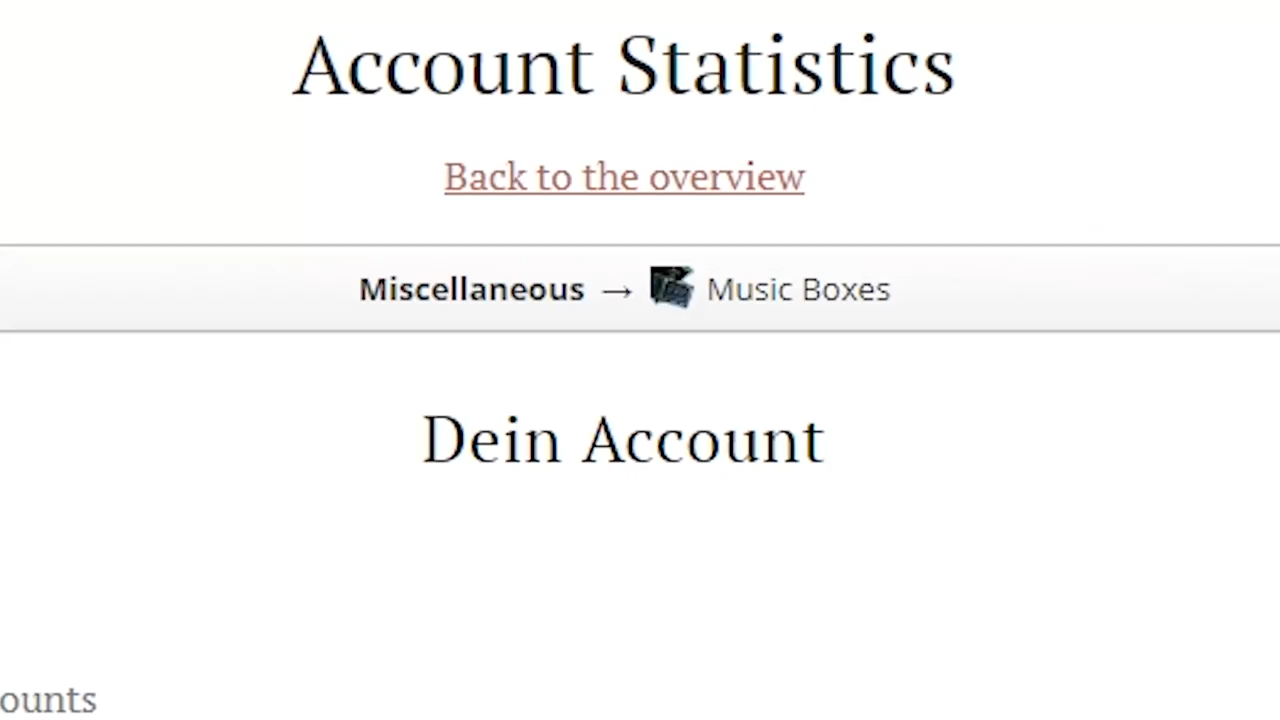 Account Statistics
Back to the overview
Miscellaneous → Music Boxes
Dein Account
ounts